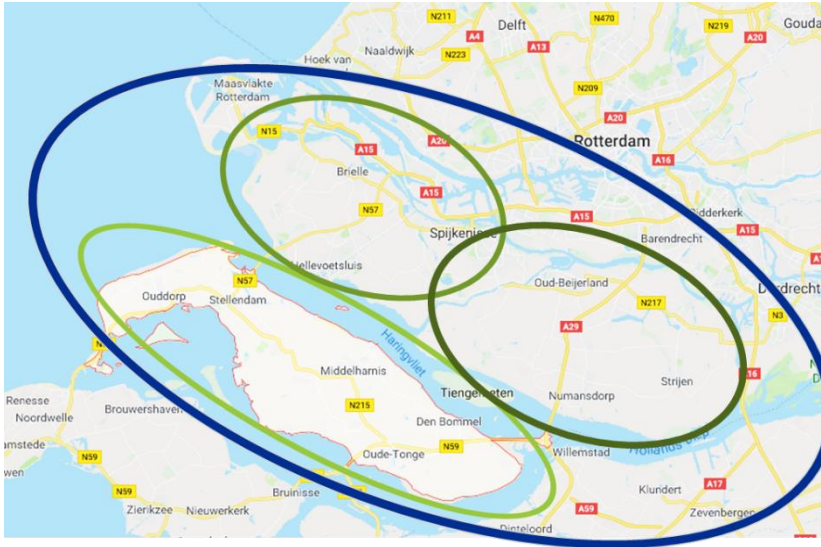 N211
Delft
N470
N219
Gouda
A4
A13
A20
Naaldwijk
N223
Hoek van
Maasvlakte
Rotterdam
N209
A20
N15
A20
Rotterdam
A15
A16
Brielle
A15
N57
A15
Ridderkerk
Spijkenisse
Barendrecht
A15
Hellevoetsluis
N57
Oud-Beijerland
Dordrecht
Ouddorp
Stellendam
N217
N3
A29
Haringvliet
Middelharnis
A16
Tiengemeten
Strijen
Renesse
Numansdorp
Noordwelle
Brouwershaven
N215
Den Bommel
Hollands Diep
N59
Oude-Tonge
N59
Willemstad
Klundert
A17
N59
Bruinisse
Zierikzee
Nieuwerkerk
A59
Zevenbergen
Dinteloord